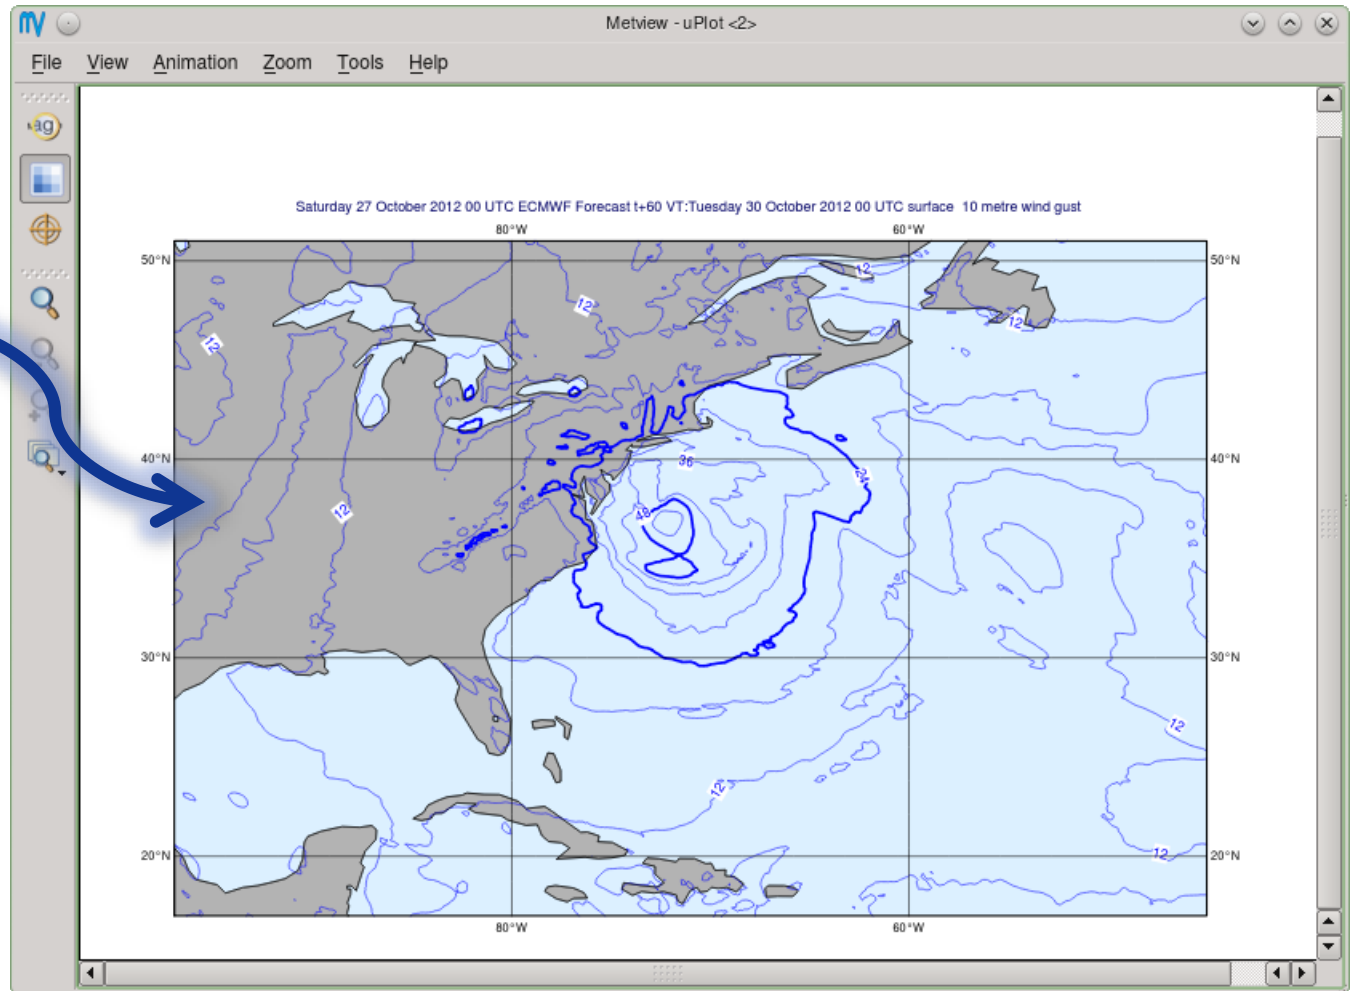 Metview - uPlot <2>
File View Animation Zoom Tools Help
ag
Saturday 27 October 2012 00 UTC ECMWF Forecast t+60 VT:Tuesday 30 October 2012 00 UTC surface 10 metre wind gust
80°W 60°W
50°N 50°N
12
12
12
12
36
24
40°N 40°N
12
48
30°N 30°N
12
12
12
20°N 20°N
80°W 60°W